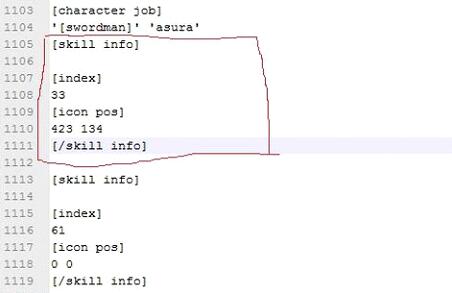 1103 [character job]
1104 '[swordman]' 'asura'
1105 [skill info]
1106
1107 [index]
1108 33
1109 [icon pos]
1110 423 134
1111 [/skill info]
1112
1113 [skill info]
1114
1115 [index]
1116 61
1117 [icon pos]
1118 0 0
1119 [/skill info]